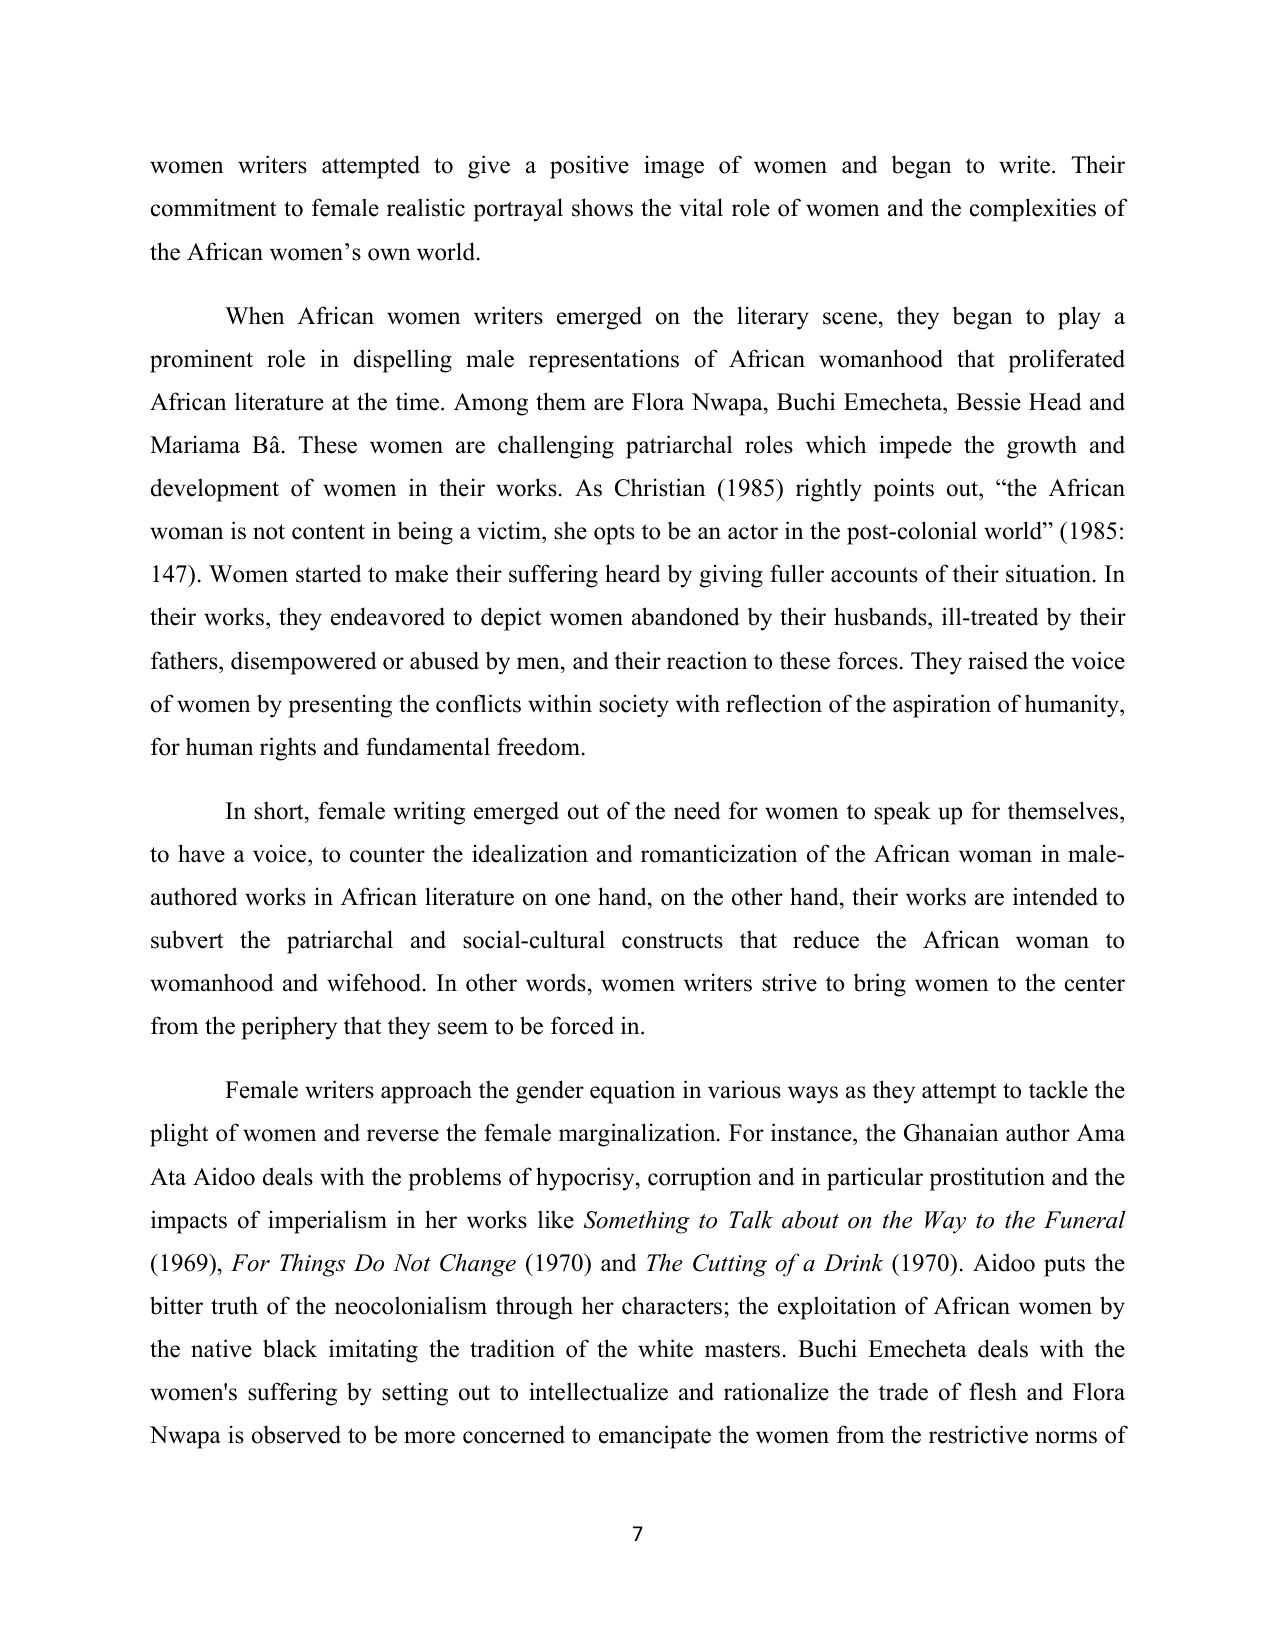 women writers attempted to give a positive image of women and began to write. Their
commitment to female realistic portrayal shows the vital role of women and the complexities of
the African women’s own world.
When African women writers emerged on the literary scene, they began to play a
prominent role in dispelling male representations of African womanhood that proliferated
African literature at the time. Among them are Flora Nwapa, Buchi Emecheta, Bessie Head and
Mariama Bâ. These women are challenging patriarchal roles which impede the growth and
development of women in their works. As Christian (1985) rightly points out, “the African
woman is not content in being a victim, she opts to be an actor in the post-colonial world” (1985:
147). Women started to make their suffering heard by giving fuller accounts of their situation. In
their works, they endeavored to depict women abandoned by their husbands, ill-treated by their
fathers, disempowered or abused by men, and their reaction to these forces. They raised the voice
of women by presenting the conflicts within society with reflection of the aspiration of humanity,
for human rights and fundamental freedom.
In short, female writing emerged out of the need for women to speak up for themselves,
to have a voice, to counter the idealization and romanticization of the African woman in male-
authored works in African literature on one hand, on the other hand, their works are intended to
subvert the patriarchal and social-cultural constructs that reduce the African woman to
womanhood and wifehood. In other words, women writers strive to bring women to the center
from the periphery that they seem to be forced in.
Female writers approach the gender equation in various ways as they attempt to tackle the
plight of women and reverse the female marginalization. For instance, the Ghanaian author Ama
Ata Aidoo deals with the problems of hypocrisy, corruption and in particular prostitution and the
impacts of imperialism in her works like Something to Talk about on the Way to the Funeral
(1969), For Things Do Not Change (1970) and The Cutting of a Drink (1970). Aidoo puts the
bitter truth of the neocolonialism through her characters; the exploitation of African women by
the native black imitating the tradition of the white masters. Buchi Emecheta deals with the
women's suffering by setting out to intellectualize and rationalize the trade of flesh and Flora
Nwapa is observed to be more concerned to emancipate the women from the restrictive norms of
7